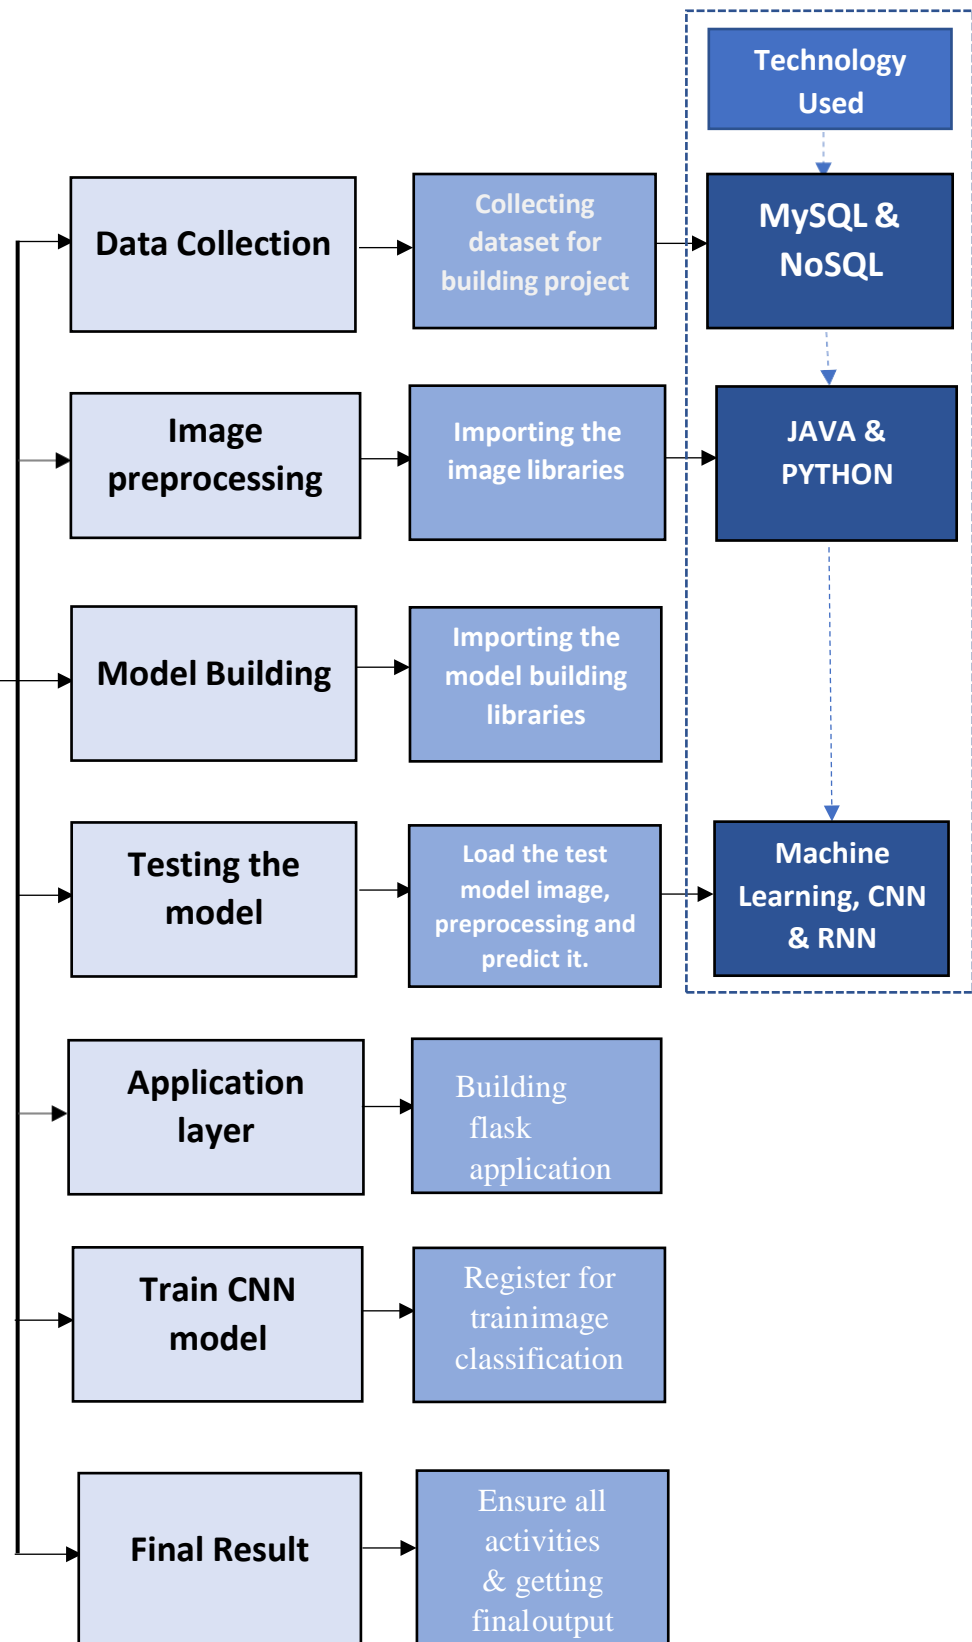 Technology
Used
Data Collection
Collecting
dataset for
building project
MySQL &
NoSQL
Image
preprocessing
Importing the
image libraries
JAVA &
PYTHON
Model Building
Importing the
model building
libraries
Testing the
model
Load the test
model image,
preprocessing and
predict it.
Machine
Learning, CNN
& RNN
Application
layer
Building
flask
application
Train CNN
model
Register for
trainimage
classification
Final Result
Ensure all
activities
& getting
finaloutput